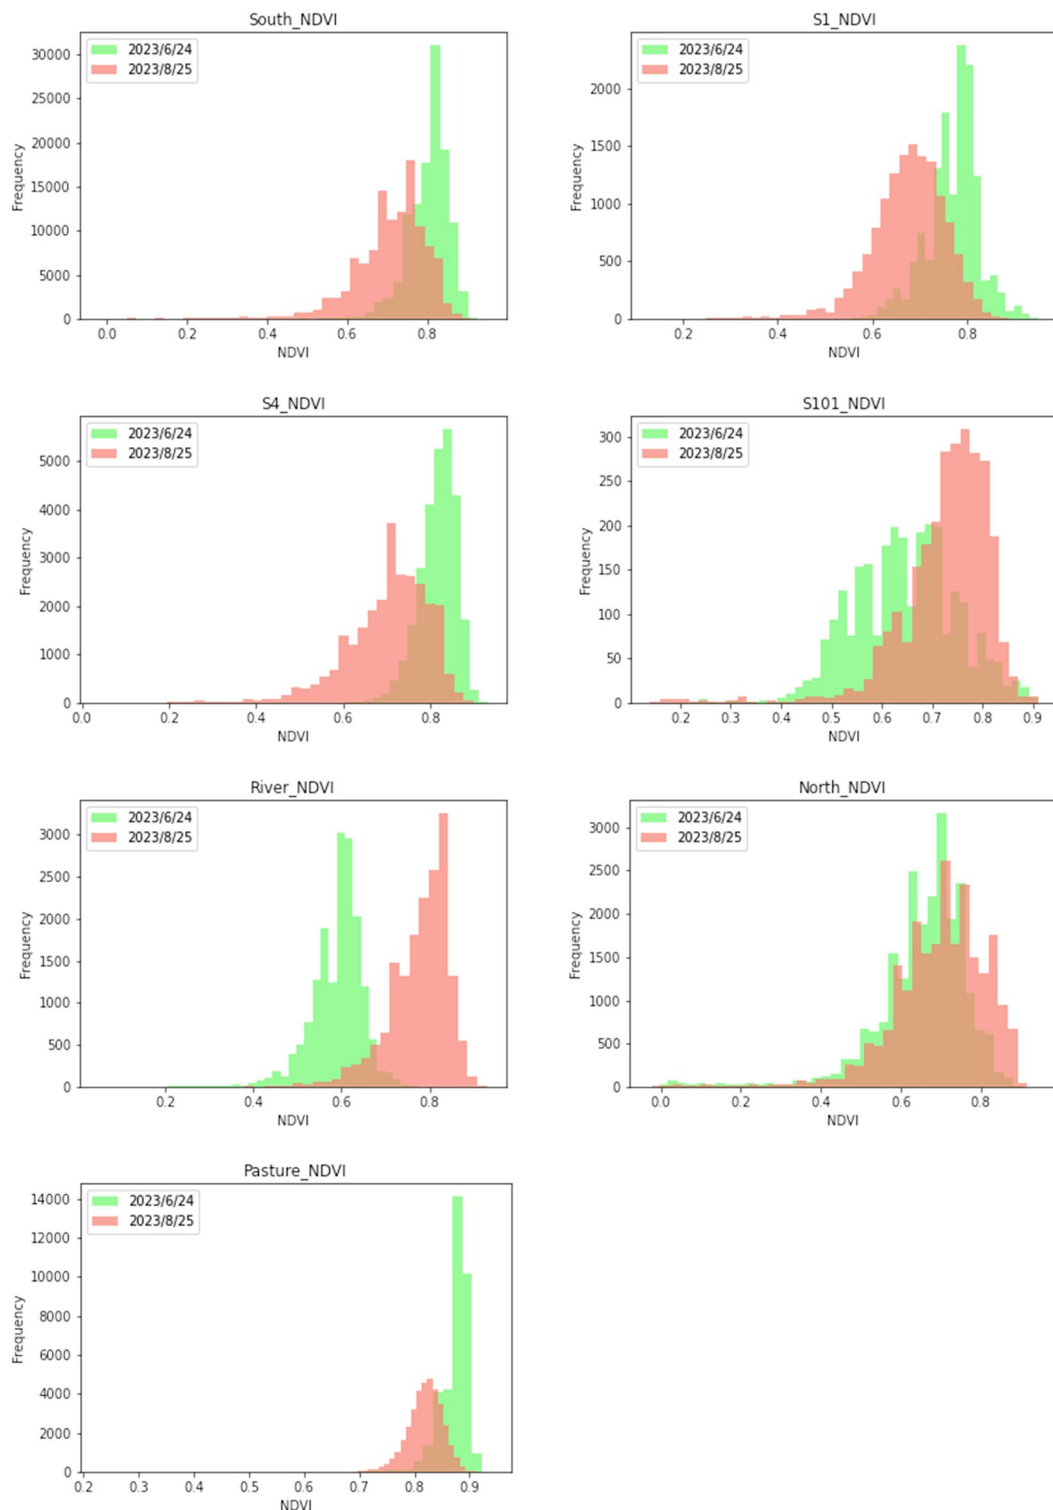 South_NDVI
2023/6/24
2023/8/25
30000
25000
20000
15000
10000
5000
0
Frequency
0.0 0.2 0.4 0.6 0.8
NDVI
S1_NDVI
2023/6/24
2023/8/25
2000
1500
1000
500
0
Frequency
0.2 0.4 0.6 0.8
NDVI
S4_NDVI
2023/6/24
2023/8/25
5000
4000
3000
2000
1000
0
Frequency
0.0 0.2 0.4 0.6 0.8
NDVI
S101_NDVI
2023/6/24
2023/8/25
300
250
200
150
100
50
0
Frequency
0.2 0.3 0.4 0.5 0.6 0.7 0.8 0.9
NDVI
River_NDVI
2023/6/24
2023/8/25
3000
2500
2000
1500
1000
500
0
Frequency
0.2 0.4 0.6 0.8
NDVI
North_NDVI
2023/6/24
2023/8/25
3000
2500
2000
1500
1000
500
0
Frequency
0.0 0.2 0.4 0.6 0.8
NDVI
Pasture_NDVI
2023/6/24
2023/8/25
14000
12000
10000
8000
6000
4000
2000
0
Frequency
0.2 0.3 0.4 0.5 0.6 0.7 0.8 0.9
NDVI